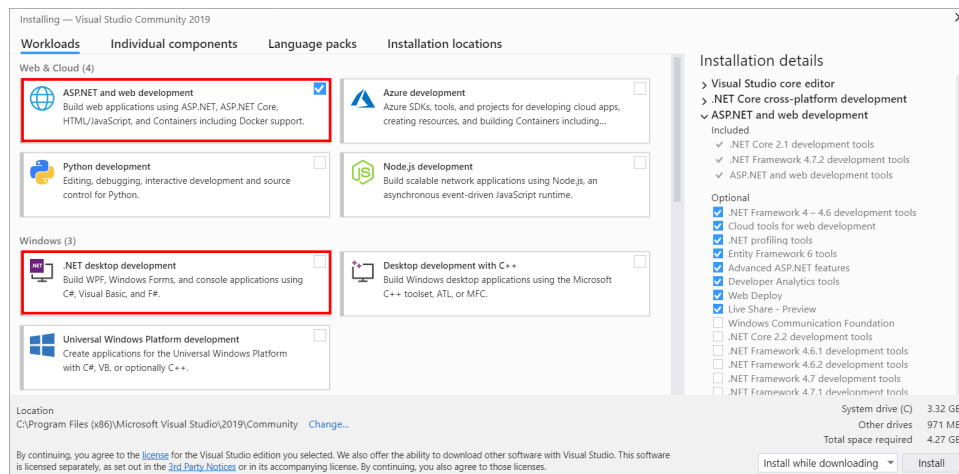 Installing — Visual Studio Community 2019
Workloads Individual components Language packs Installation locations
Web & Cloud (4)
ASP.NET and web development
Build web applications using ASP.NET, ASP.NET Core,
HTML/JavaScript, and Containers including Docker support.
Azure development
Azure SDKs, tools, and projects for developing cloud apps,
creating resources, and building Containers including...
Python development
Editing, debugging, interactive development and source
control for Python.
JS
Node.js development
Build scalable network applications using Node.js, an
asynchronous event-driven JavaScript runtime.
Windows (3)
.NET
.NET desktop development
Build WPF, Windows Forms, and console applications using
C#, Visual Basic, and F#.
Desktop development with C++
Build Windows desktop applications using the Microsoft
C++ toolset, ATL, or MFC.
Universal Windows Platform development
Create applications for the Universal Windows Platform
with C#, VB, or optionally C++.
Installation details
Visual Studio core editor
.NET Core cross-platform development
ASP.NET and web development
Included
.NET Core 2.1 development tools
.NET Framework 4.7.2 development tools
ASP.NET and web development tools
Optional
.NET Framework 4 – 4.6 development tools
Cloud tools for web development
.NET profiling tools
Entity Framework 6 tools
Advanced ASP.NET features
Developer Analytics tools
Web Deploy
Live Share - Preview
Windows Communication Foundation
.NET Core 2.2 development tools
.NET Framework 4.6.1 development tools
.NET Framework 4.6.2 development tools
.NET Framework 4.7 development tools
.NET Framework 4.7.1 development tools
Location
C:\Program Files (x86)\Microsoft Visual Studio\2019\Community Change...
System drive (C) 3.32 GB
Other drives 971 MB
Total space required 4.27 GB
By continuing, you agree to the license for the Visual Studio edition you selected. We also offer the ability to download other software with Visual Studio. This software
is licensed separately, as set out in the 3rd Party Notices or in its accompanying license. By continuing, you also agree to those licenses.
Install while downloading Install